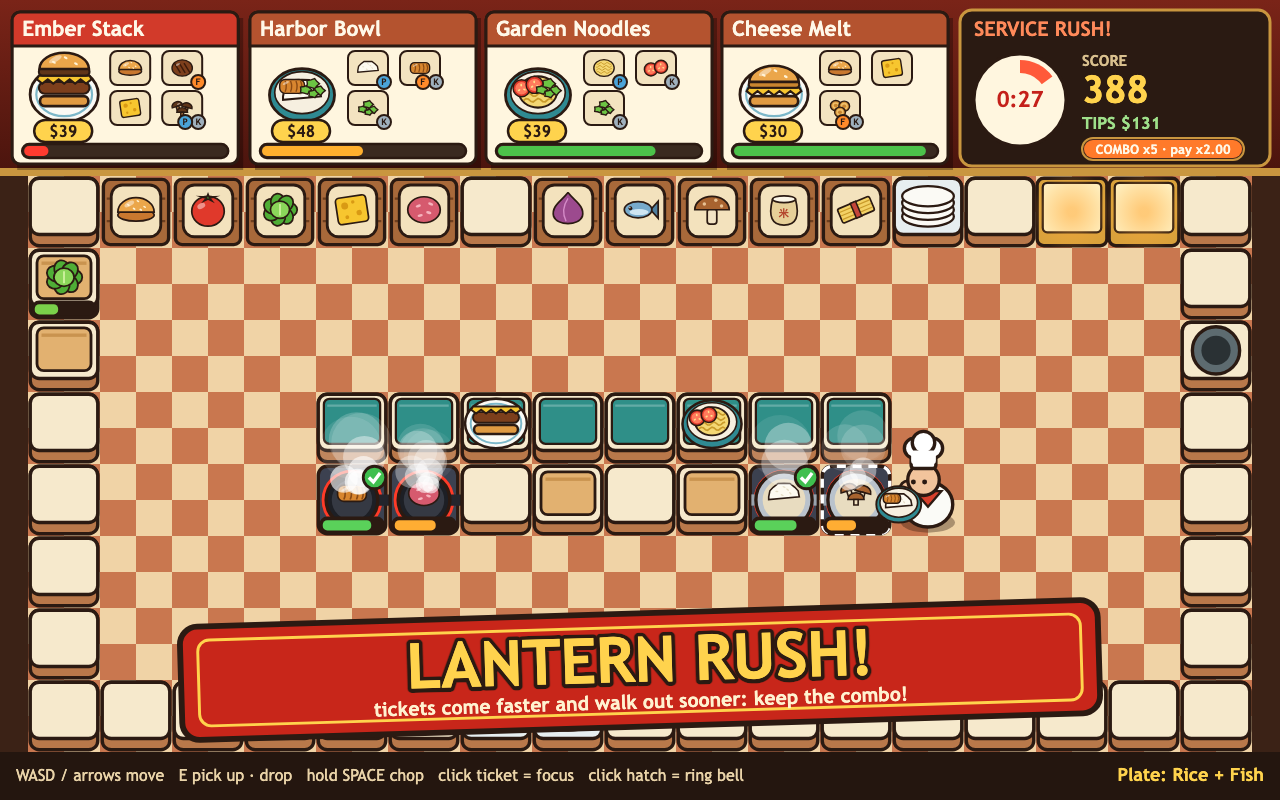 Ember Stack
$39
P
K
F
Harbor Bowl
$48
P
F
K
K
Garden Noodles
$39
P
K
K
Cheese Melt
$30
F
K
SERVICE RUSH!
0:27
SCORE
388
TIPS $131
COMBO x5 · pay x2.00
LANTERN RUSH!
tickets come faster and walk out sooner: keep the combo!
WASD / arrows move E pick up · drop hold SPACE chop click ticket = focus click hatch = ring bell
Plate: Rice + Fish